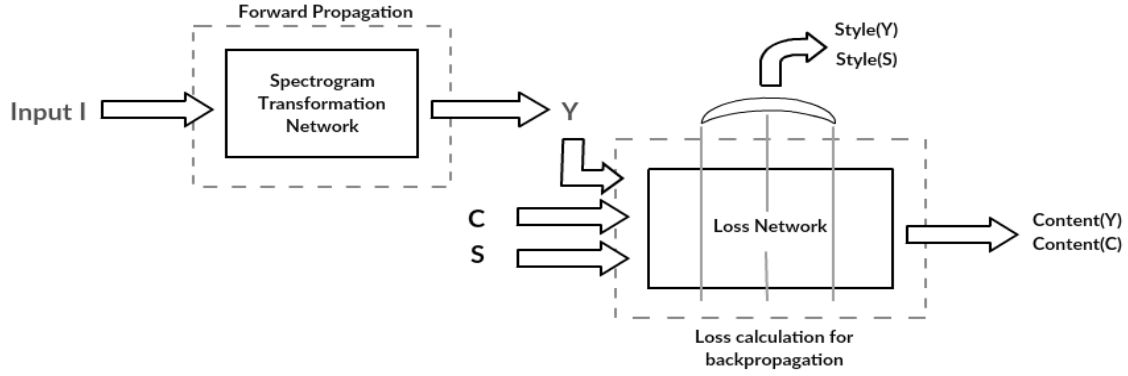 Forward Propagation
Spectrogram
Transformation
Network
Input I
Y
Style(Y)
Style(S)
C
S
Loss Network
Content(Y)
Content(C)
Loss calculation for
backpropagation